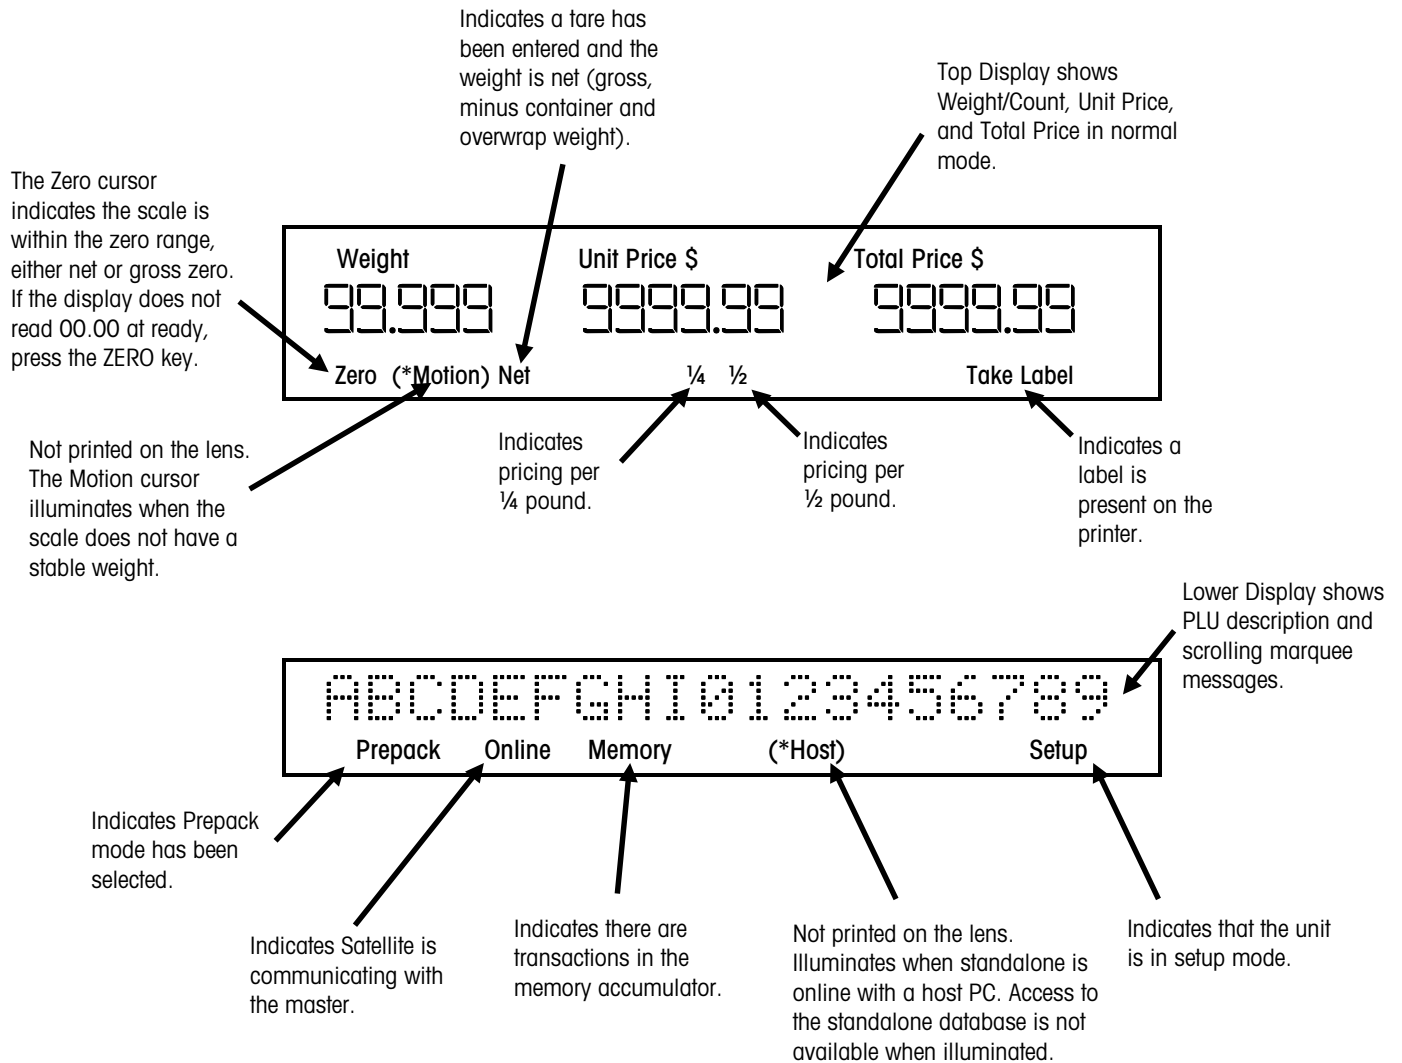 Indicates a tare has
been entered and the
weight is net (gross,
minus container and
overwrap weight).
Top Display shows
Weight/Count, Unit Price,
and Total Price in normal
mode.
The Zero cursor
indicates the scale is
within the zero range,
either net or gross zero.
If the display does not
read 00.00 at ready,
press the ZERO key.
Weight Unit Price $ Total Price $
99.999 9999.99 9999.99
Zero (*Motion) Net ¼ ½ Take Label
Not printed on the lens.
The Motion cursor
illuminates when the
scale does not have a
stable weight.
Indicates
pricing per
¼ pound.
Indicates
pricing per
½ pound.
Indicates a
label is
present on the
printer.
Lower Display shows
PLU description and
scrolling marquee
messages.
ABCDEFGHI0123456789
Prepack Online Memory (*Host) Setup
Indicates Prepack
mode has been
selected.
Indicates Satellite is
communicating with
the master.
Indicates there are
transactions in the
memory accumulator.
Not printed on the lens.
Illuminates when standalone is
online with a host PC. Access to
the standalone database is not
available when illuminated.
Indicates that the unit
is in setup mode.